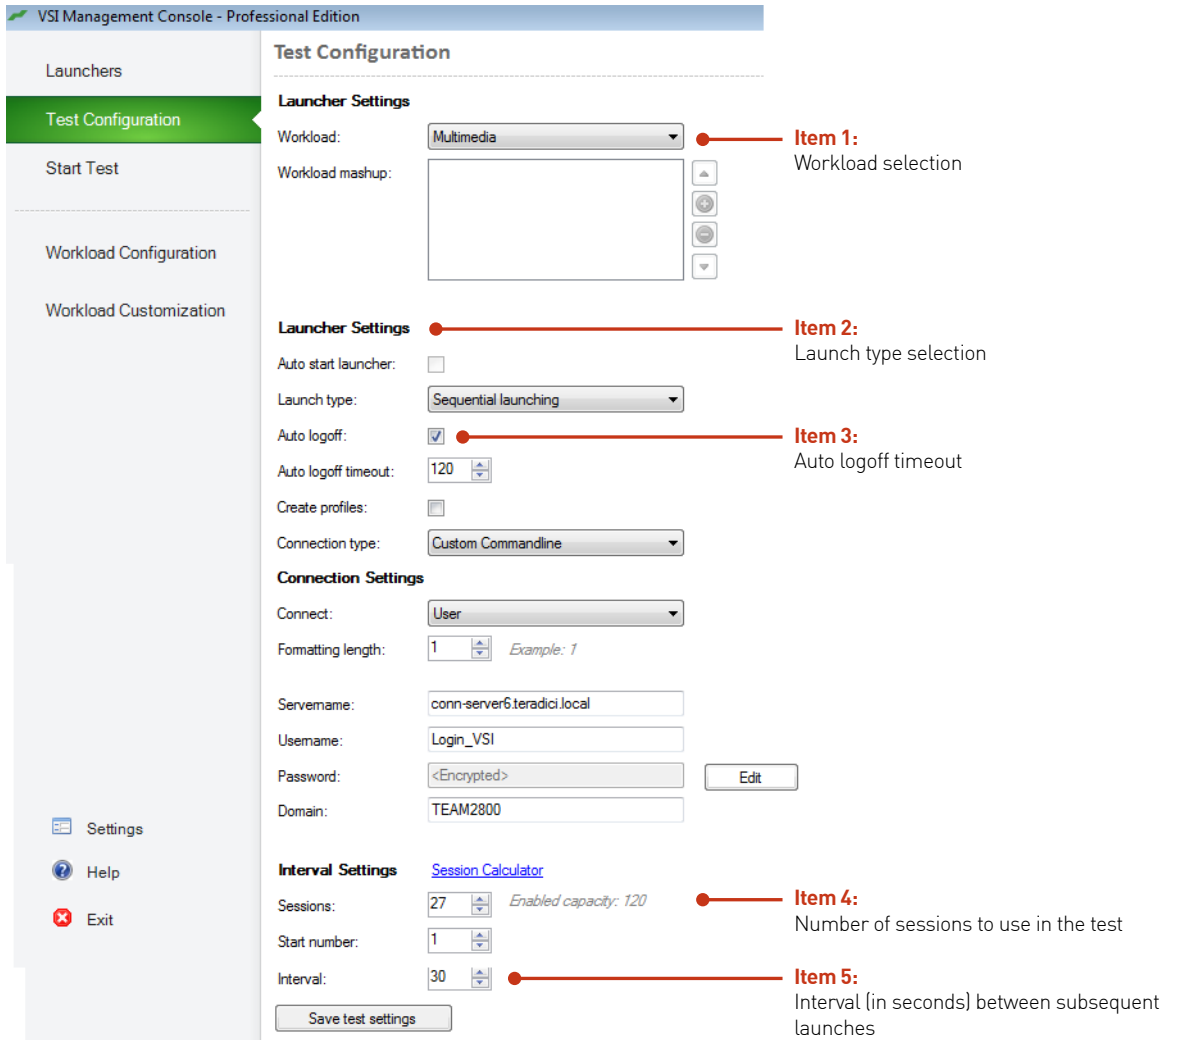 VSI Management Console - Professional Edition
Launchers
Test Configuration
Start Test
Workload Configuration
Workload Customization
Settings
Help
Exit
Test Configuration
Launcher Settings
Workload: Multimedia
Workload mashup:
Launcher Settings
Auto start launcher:
Launch type: Sequential launching
Auto logoff:
Auto logoff timeout: 120
Create profiles:
Connection type: Custom Commandline
Connection Settings
Connect: User
Formatting length: 1 Example: 1
Servername: conn-server6.teradici.local
Username: Login_VSI
Password: <Encrypted> Edit
Domain: TEAM2800
Interval Settings Session Calculator
Sessions: 27 Enabled capacity: 120
Start number: 1
Interval: 30
Save test settings
Item 1:
Workload selection
Item 2:
Launch type selection
Item 3:
Auto logoff timeout
Item 4:
Number of sessions to use in the test
Item 5:
Interval (in seconds) between subsequent
launches